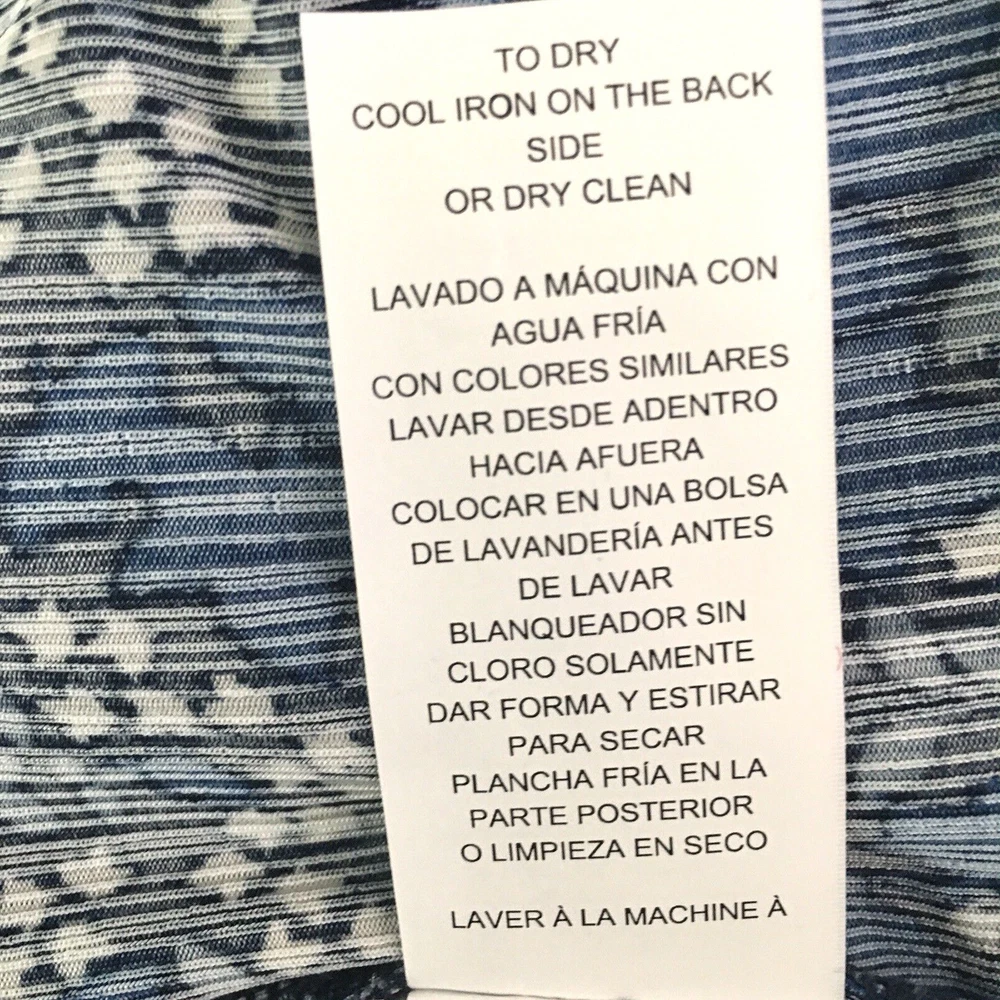 TO DRY
COOL IRON ON THE BACK
SIDE
OR DRY CLEAN
LAVADO A MÁQUINA CON
AGUA FRÍA
CON COLORES SIMILARES
LAVAR DESDE ADENTRO
HACIA AFUERA
COLOCAR EN UNA BOLSA
DE LAVANDERÍA ANTES
DE LAVAR
BLANQUEADOR SIN
CLORO SOLAMENTE
DAR FORMA Y ESTIRAR
PARA SECAR
PLANCHA FRÍA EN LA
PARTE POSTERIOR
O LIMPIEZA EN SECO
LAVER À LA MACHINE À